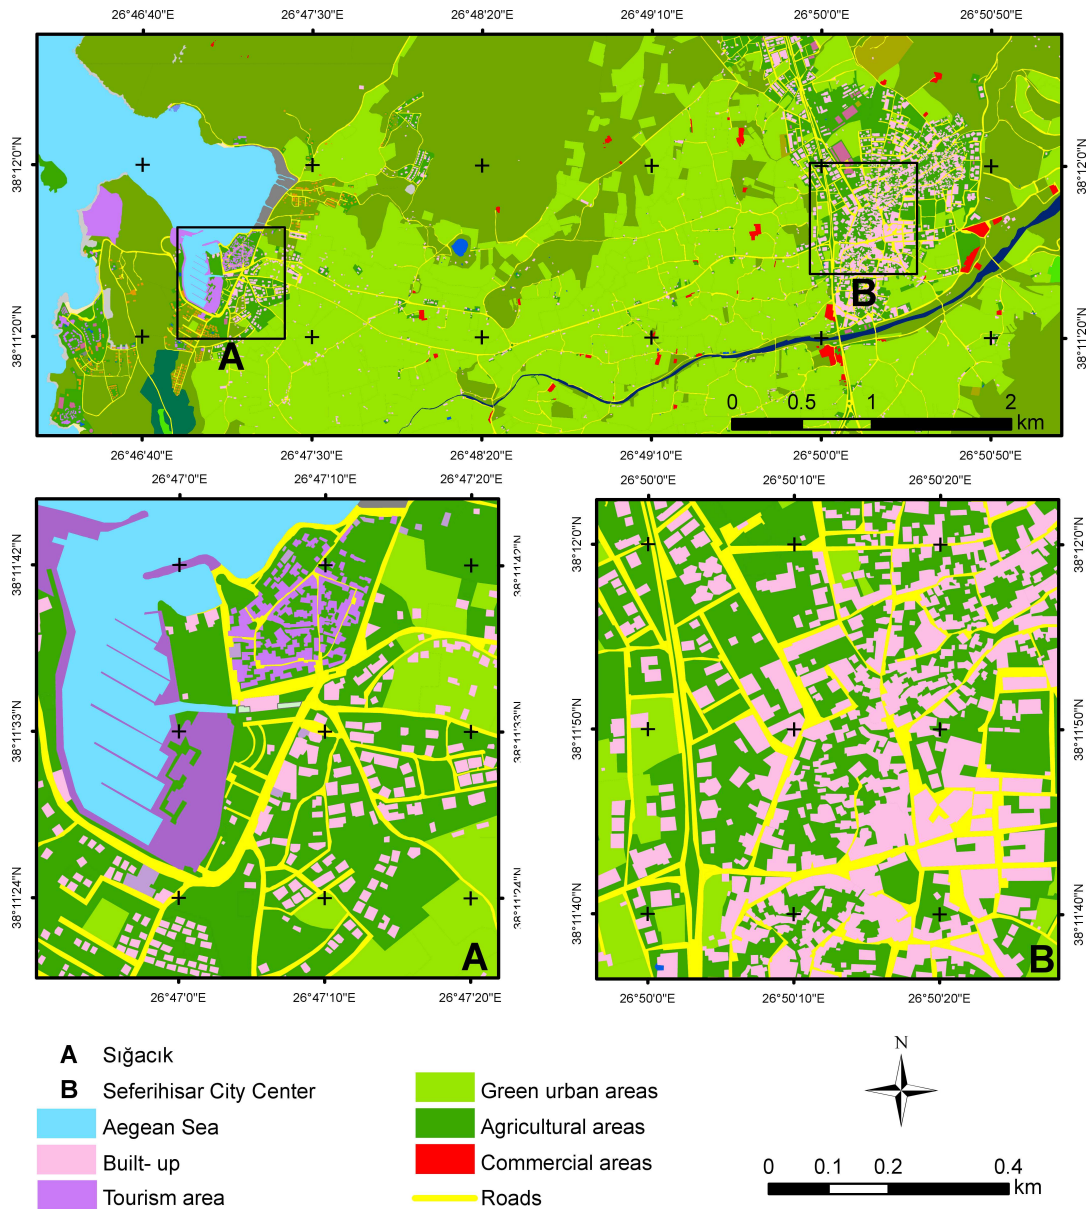 26°46'40"E 26°47'30"E 26°48'20"E 26°49'10"E 26°50'0"E 26°50'50"E
38°12'0"N 38°12'0"N
38°11'20"N 38°11'20"N
A
B
0 0.5 1 2
km
26°46'40"E 26°47'30"E 26°48'20"E 26°49'10"E 26°50'0"E 26°50'50"E
26°47'0"E 26°47'10"E 26°47'20"E 26°50'0"E 26°50'10"E 26°50'20"E
38°11'42"N 38°11'42"N 38°12'0"N 38°12'0"N
38°11'33"N 38°11'33"N 38°11'50"N 38°11'50"N
38°11'24"N 38°11'24"N 38°11'40"N 38°11'40"N
A B
26°47'0"E 26°47'10"E 26°47'20"E 26°50'0"E 26°50'10"E 26°50'20"E
A Sığacık
B Seferihisar City Center
Aegean Sea
Built- up
Tourism area
Green urban areas
Agricultural areas
Commercial areas
Roads
N
0 0.1 0.2 0.4
km